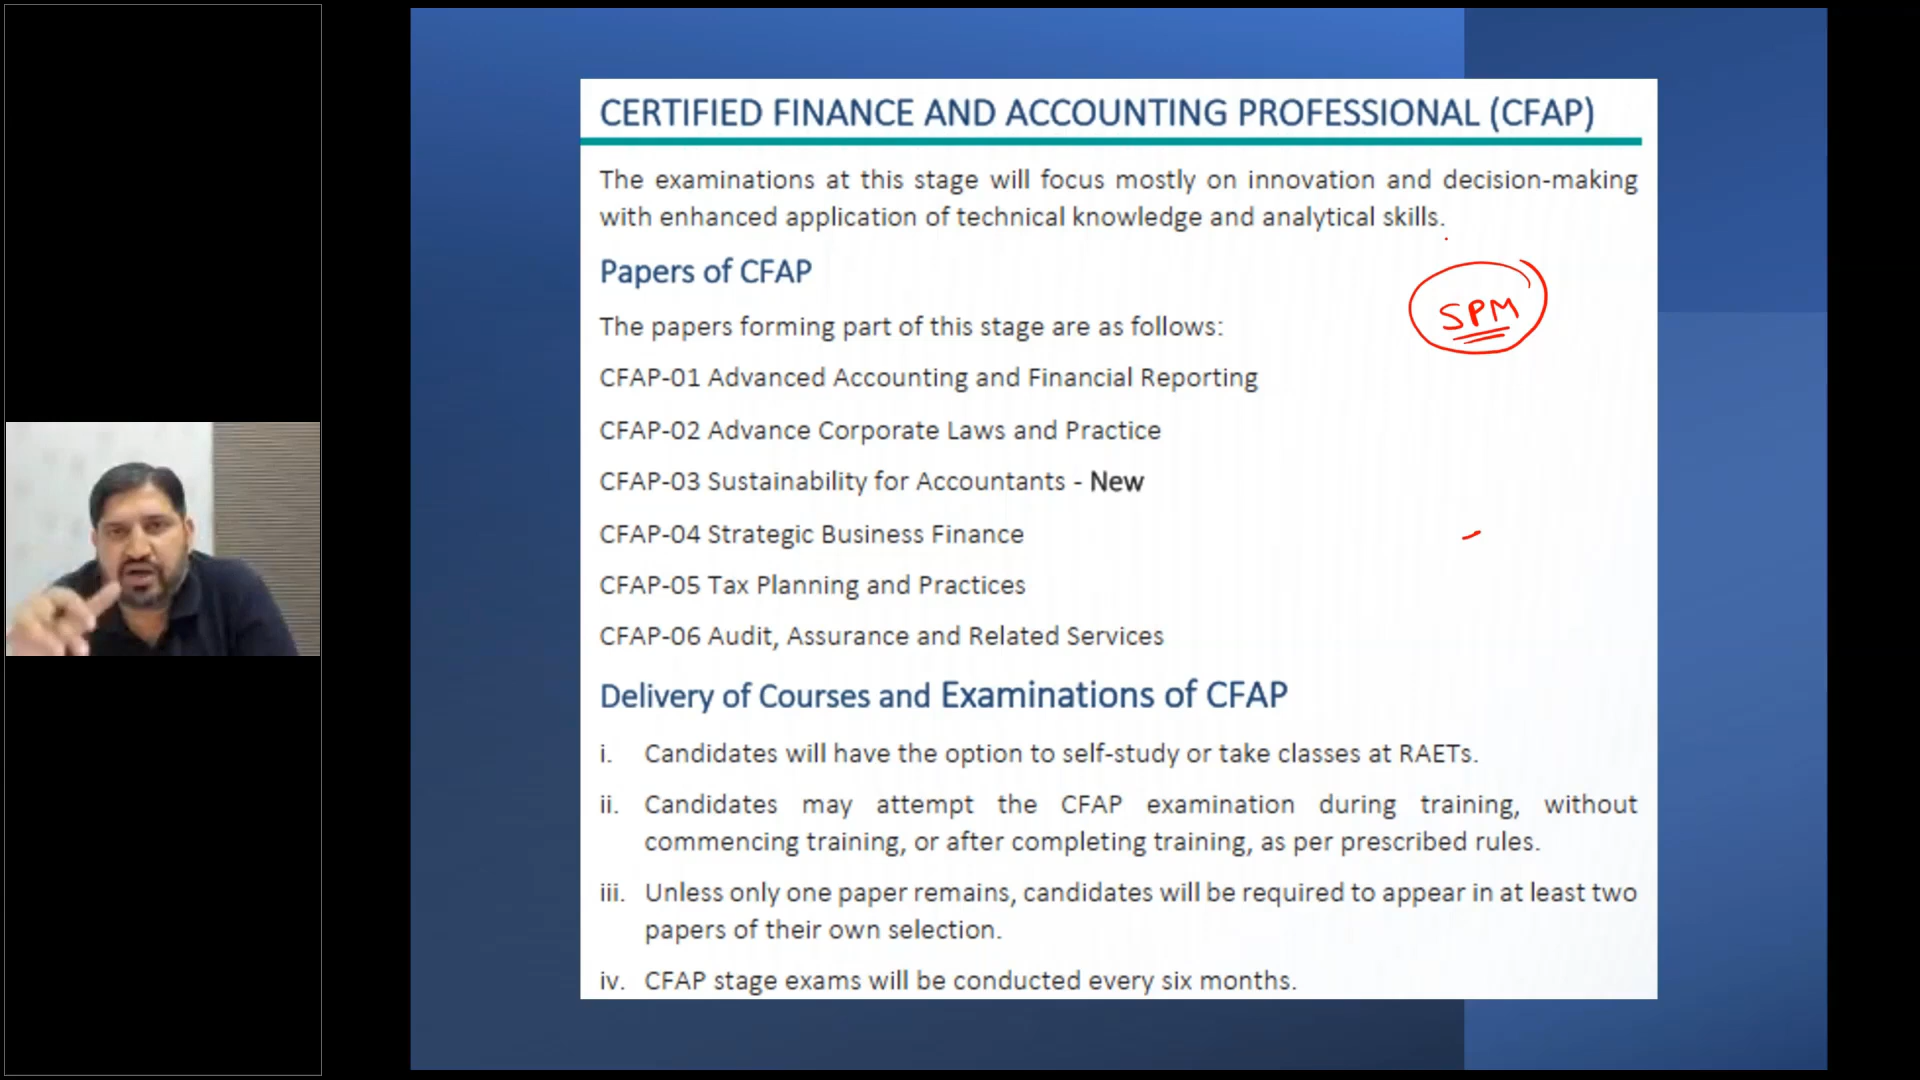 CERTIFIED FINANCE AND ACCOUNTING PROFESSIONAL (CFAP)
The examinations at this stage will focus mostly on innovation and decision-making
with enhanced application of technical knowledge and analytical skills.
Papers of CFAP
SPM
The papers forming part of this stage are as follows:
CFAP-01 Advanced Accounting and Financial Reporting
CFAP-02 Advance Corporate Laws and Practice
CFAP-03 Sustainability for Accountants - New
CFAP-04 Strategic Business Finance
CFAP-05 Tax Planning and Practices
CFAP-06 Audit, Assurance and Related Services
Delivery of Courses and Examinations of CFAP
i. Candidates will have the option to self-study or take classes at RAETs.
ii. Candidates may attempt the CFAP examination during training, without
commencing training, or after completing training, as per prescribed rules.
iii. Unless only one paper remains, candidates will be required to appear in at least two
papers of their own selection.
iv. CFAP stage exams will be conducted every six months.